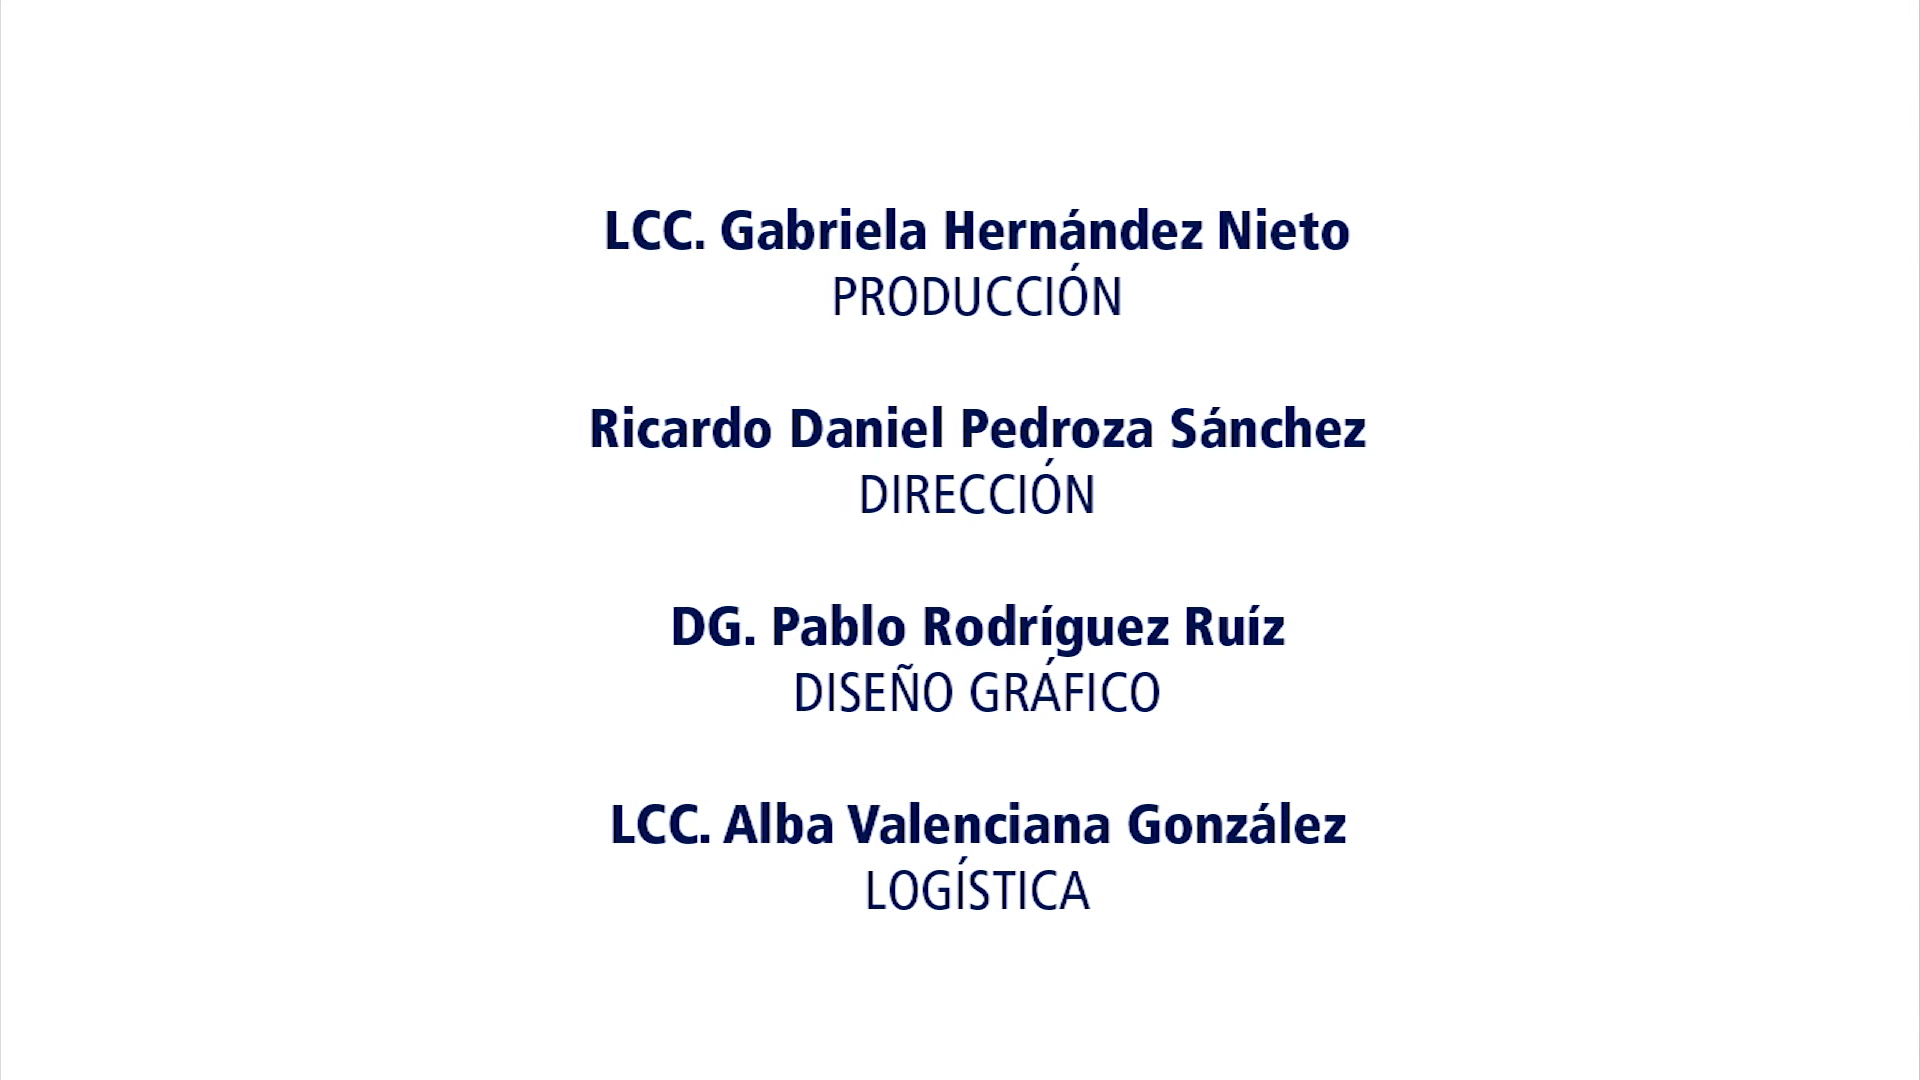 LCC. Gabriela Hernández Nieto
PRODUCCIÓN
Ricardo Daniel Pedroza Sánchez
DIRECCIÓN
DG. Pablo Rodríguez Ruíz
DISEÑO GRÁFICO
LCC. Alba Valenciana González
LOGÍSTICA